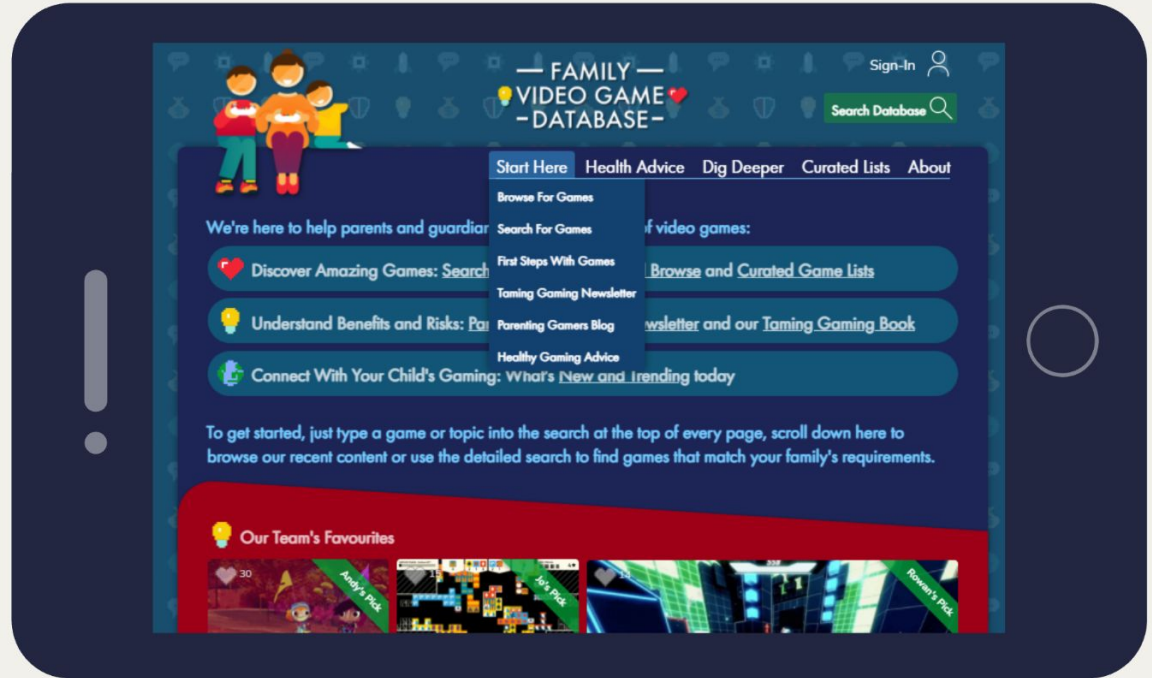 FAMILY
VIDEO GAME
DATABASE
Sign-In
Search Database
Start Here Health Advice Dig Deeper Curated Lists About
Browse For Games
Search For Games
First Steps With Games
Taming Gaming Newsletter
Parenting Gamers Blog
Healthy Gaming Advice
We're here to help parents and guardian of video games:
Discover Amazing Games: Search Browse and Curated Game Lists
Understand Benefits and Risks: Pa wsletter and our Taming Gaming Book
Connect With Your Child's Gaming: What's New and Trending today
To get started, just type a game or topic into the search at the top of every page, scroll down here to
browse our recent content or use the detailed search to find games that match your family's requirements.
Our Team's Favourites
30
Andy's Pick
Jo's Pick
14
Rowan's Pick